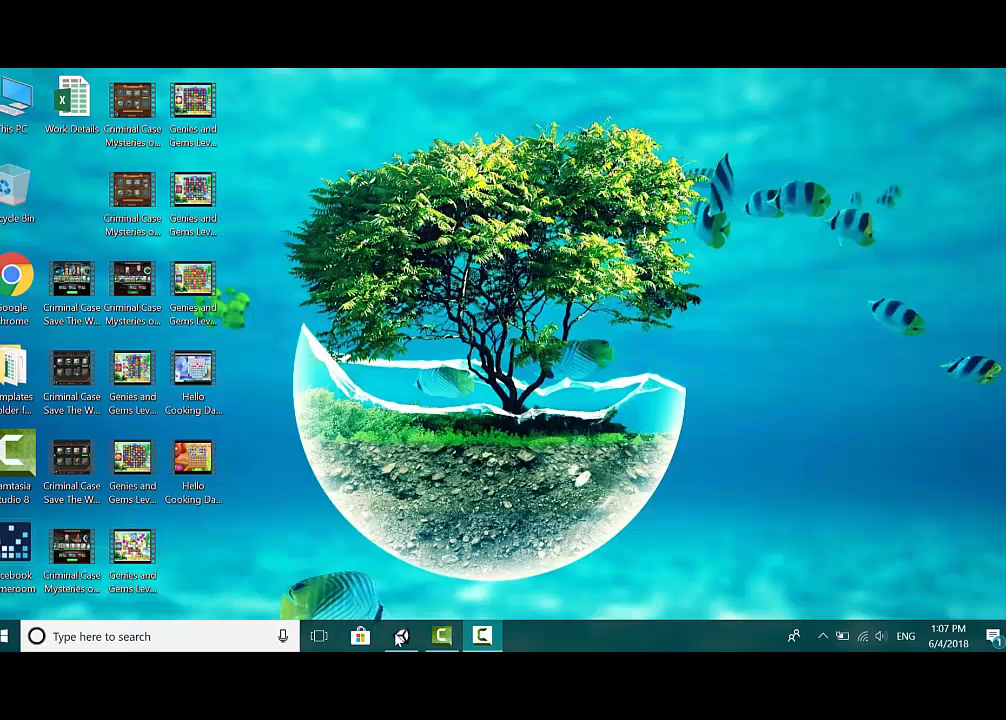 This PC
Work Details
Criminal Case
Mysteries o...
Genies and
Gems Lev...
cycle Bin
Criminal Case
Mysteries o...
Genies and
Gems Lev...
Google
hrome
Criminal Case
Save The W...
Criminal Case
Mysteries o...
Genies and
Gems Lev...
mplates
older f...
Criminal Case
Save The W...
Genies and
Gems Lev...
Hello
Cooking Da...
amtasia
tudio 8
Criminal Case
Save The W...
Genies and
Gems Lev...
Hello
Cooking Da...
cebook
meroom
Criminal Case
Mysteries o...
Genies and
Gems Lev...
Type here to search
ENG
1:07 PM
6/4/2018
1